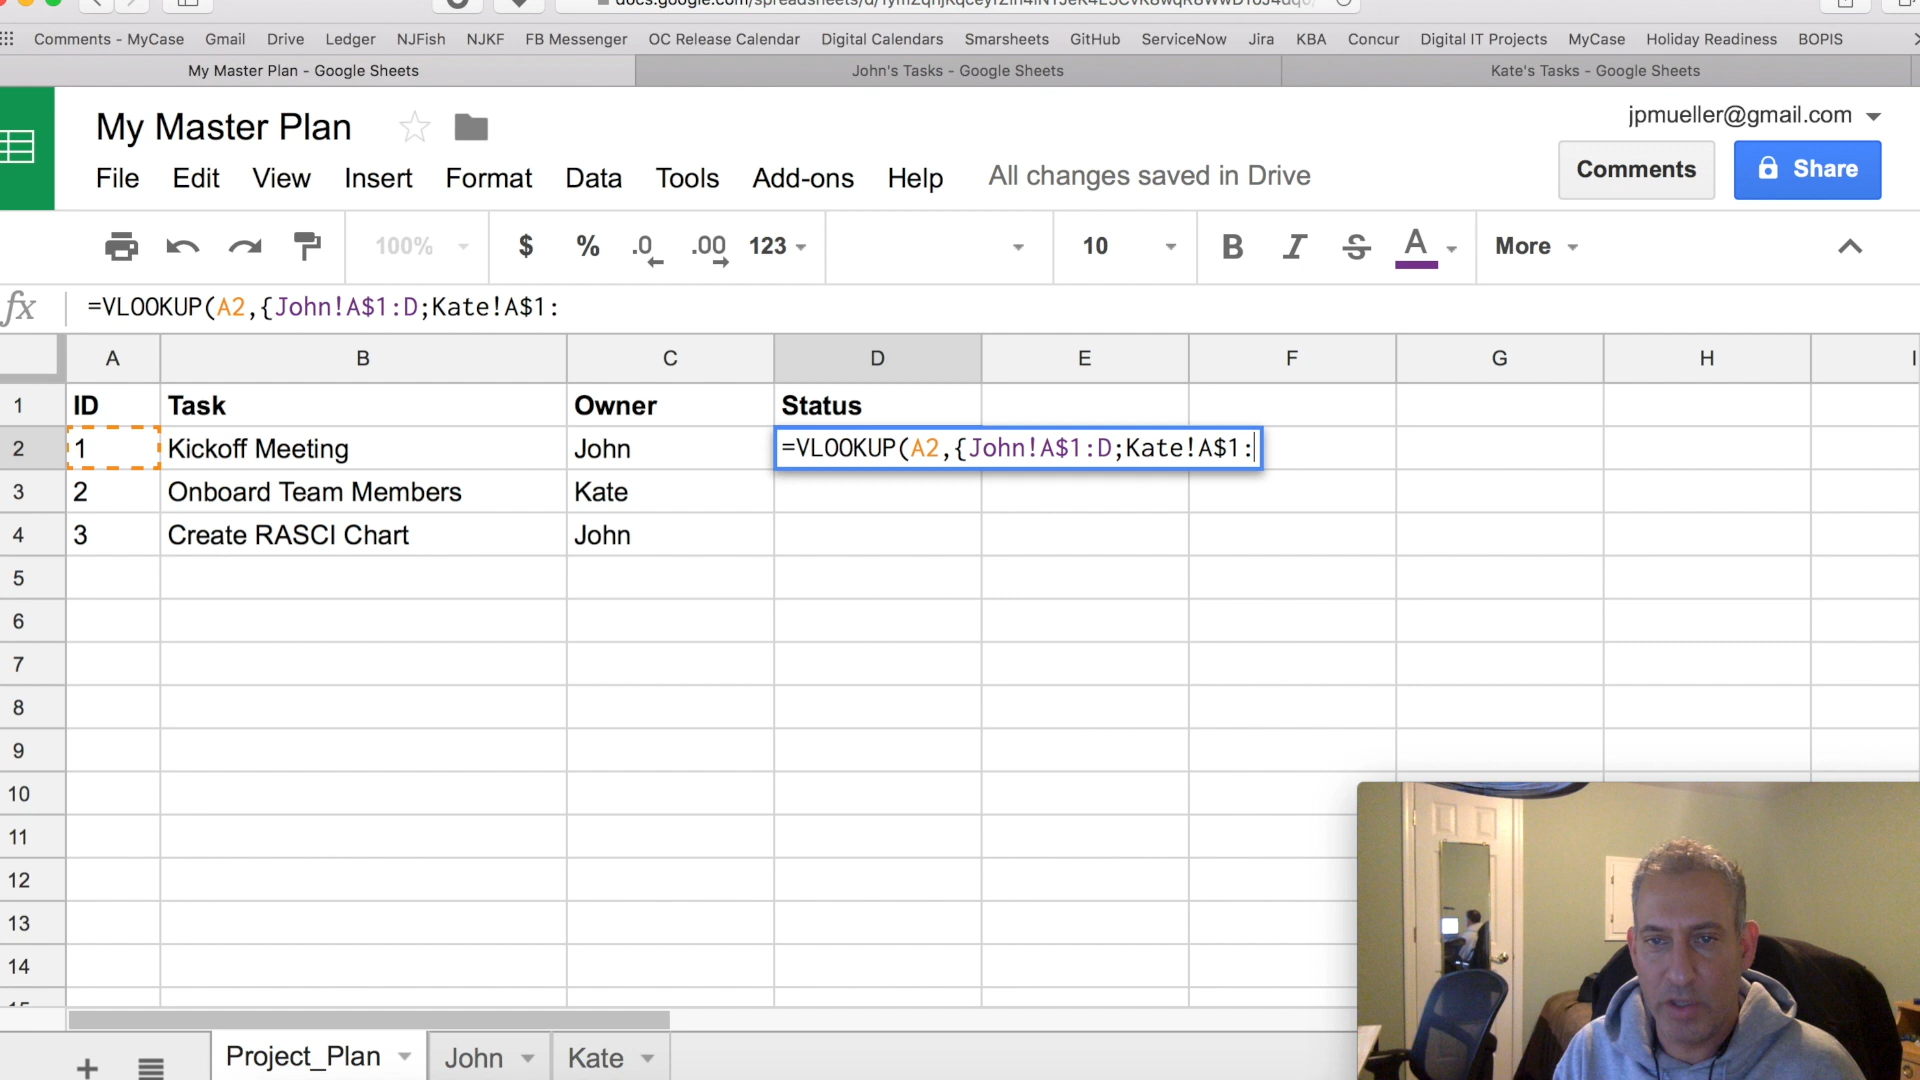 Comments - MyCase Gmail Drive Ledger NJFish NJKF FB Messenger OC Release Calendar Digital Calendars Smarsheets GitHub ServiceNow Jira KBA Concur Digital IT Projects MyCase Holiday Readiness BOPIS
My Master Plan - Google Sheets John's Tasks - Google Sheets Kate's Tasks - Google Sheets
My Master Plan jpmueller@gmail.com
File Edit View Insert Format Data Tools Add-ons Help All changes saved in Drive Comments Share
100% $ % .0 .00 123 10 B I S A More
fx =VLOOKUP(A2,{John!A$1:D;Kate!A$1:
A B C D E F G H I
1 ID Task Owner Status
2 1 Kickoff Meeting John =VLOOKUP(A2,{John!A$1:D;Kate!A$1:
3 2 Onboard Team Members Kate
4 3 Create RASCI Chart John
5
6
7
8
9
10
11
12
13
14
15
+ Project_Plan John Kate